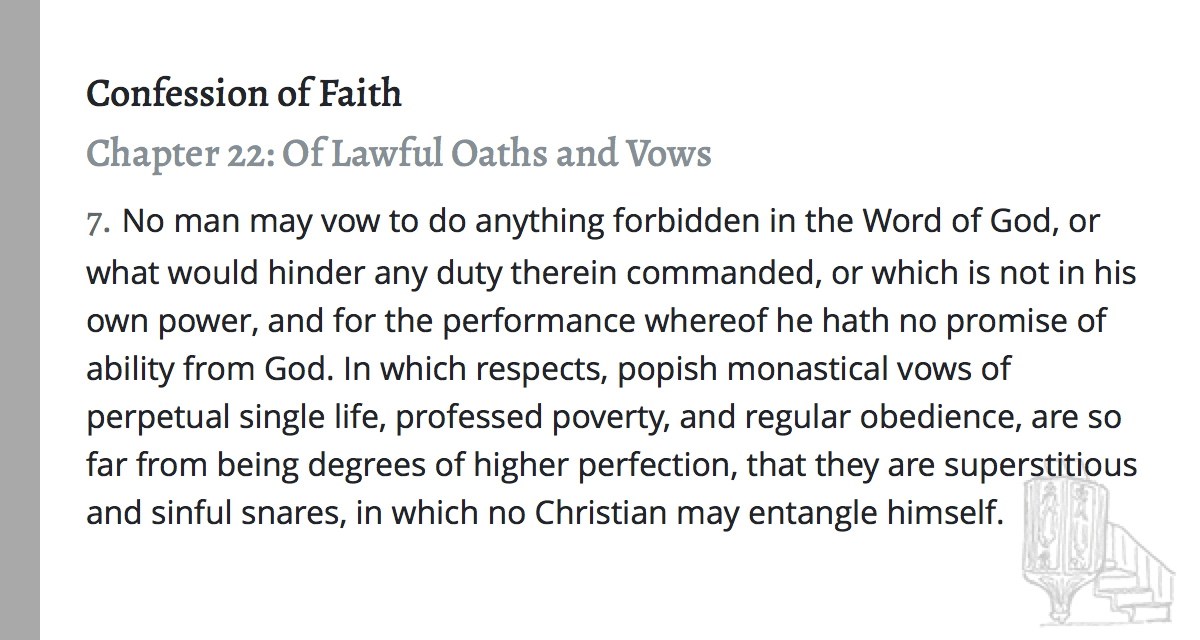 Confession of Faith
Chapter 22: Of Lawful Oaths and Vows
7. No man may vow to do anything forbidden in the Word of God, or
what would hinder any duty therein commanded, or which is not in his
own power, and for the performance whereof he hath no promise of
ability from God. In which respects, popish monastical vows of
perpetual single life, professed poverty, and regular obedience, are so
far from being degrees of higher perfection, that they are superstitious
and sinful snares, in which no Christian may entangle himself.